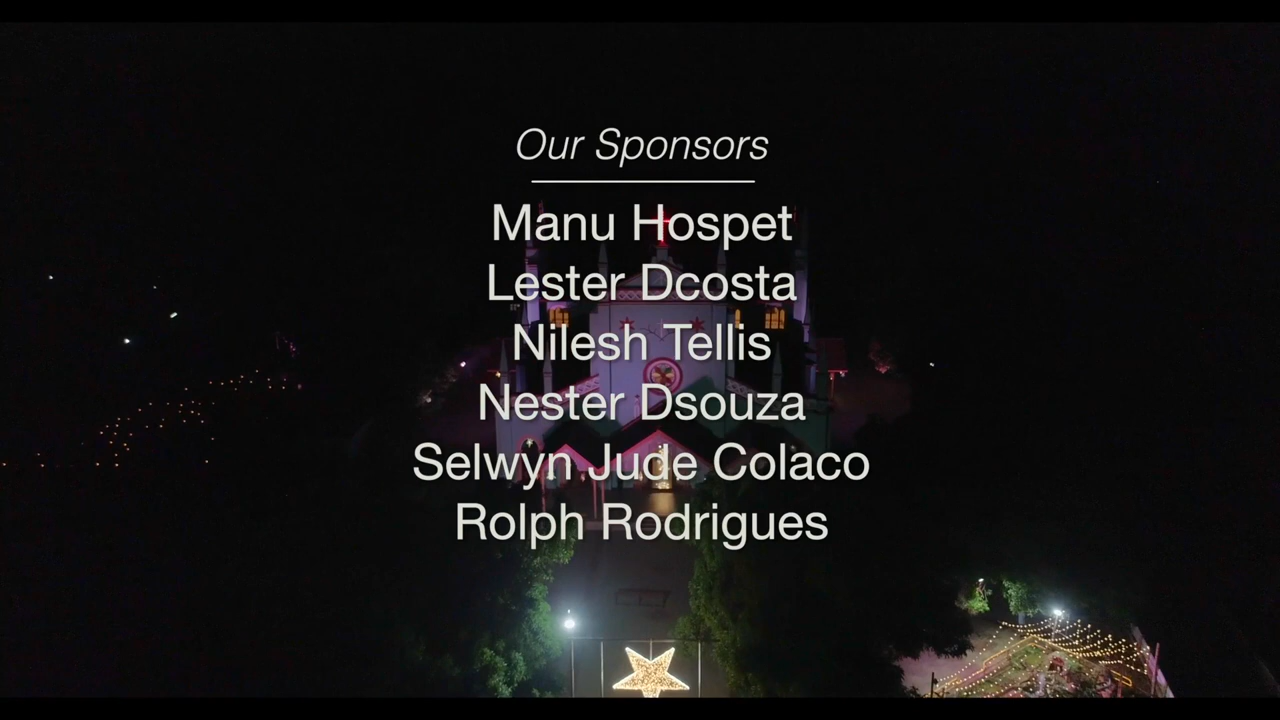 Our Sponsors
Manu Hospet
Lester Dcosta
Nilesh Tellis
Nester Dsouza
Selwyn Jude Colaco
Rolph Rodrigues